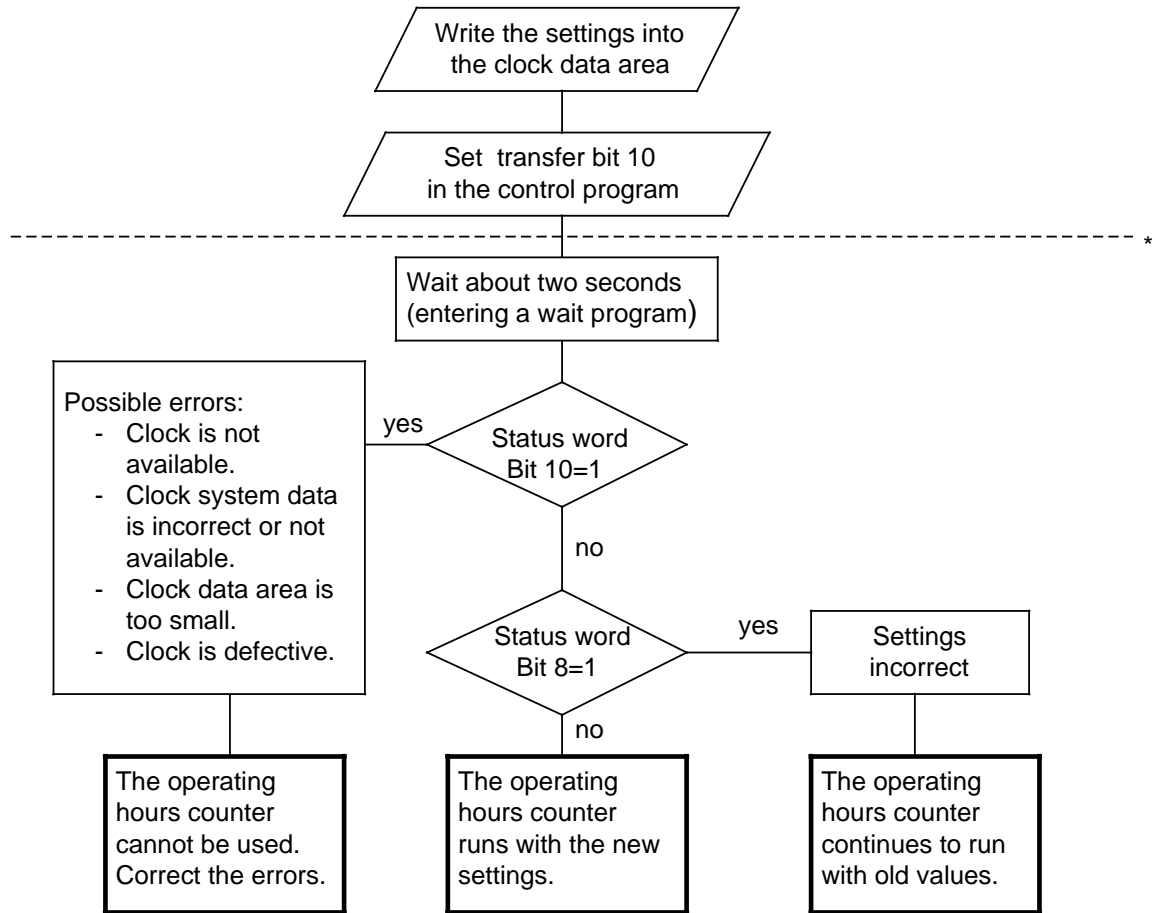 Write the settings into
the clock data area
Set transfer bit 10
in the control program
*
Wait about two seconds
(entering a wait program)
Possible errors:
- Clock is not
available.
- Clock system data
is incorrect or not
available.
- Clock data area is
too small.
- Clock is defective.
yes
Status word
Bit 10=1
no
Status word
Bit 8=1
yes
Settings
incorrect
no
The operating
hours counter
cannot be used.
Correct the errors.
The operating
hours counter
runs with the new
settings.
The operating
hours counter
continues to run
with old values.